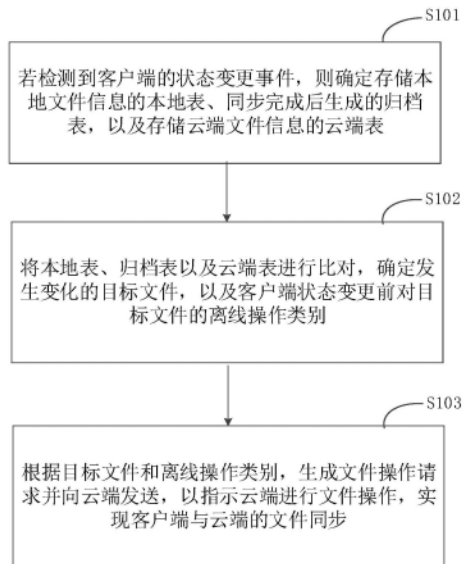 S101
若检测到客户端的状态变更事件，则确定存储本
地文件信息的本地表、同步完成后生成的归档
表，以及存储云端文件信息的云端表
S102
将本地表、归档表以及云端表进行比对，确定发
生变化的目标文件，以及客户端状态变更前对目
标文件的离线操作类别
S103
根据目标文件和离线操作类别，生成文件操作请
求并向云端发送，以指示云端进行文件操作，实
现客户端与云端的文件同步